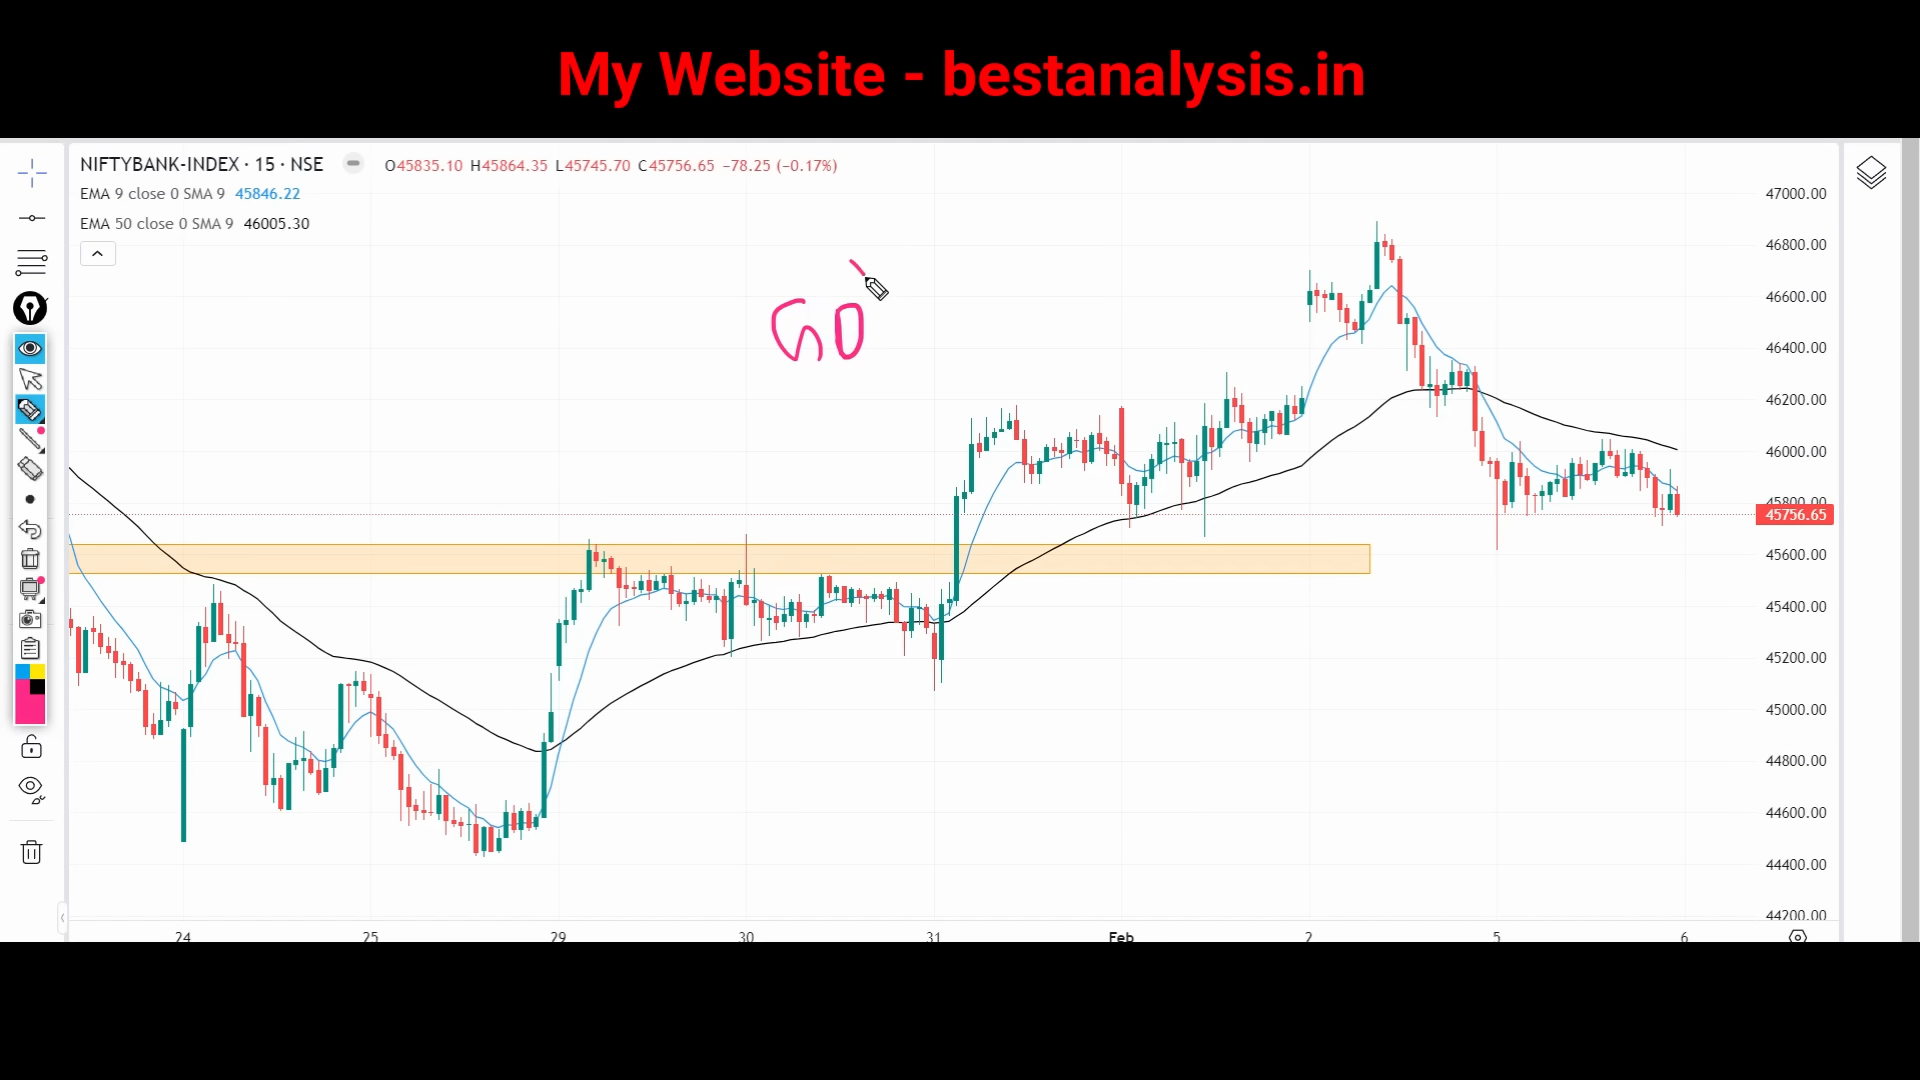 My Website - bestanalysis.in
NIFTYBANK-INDEX · 15 · NSE O45835.10 H45864.35 L45745.70 C45756.65 −78.25 (−0.17%)
EMA 9 close 0 SMA 9 45846.22
EMA 50 close 0 SMA 9 46005.30
GO
47000.00
46800.00
46600.00
46400.00
46200.00
46000.00
45800.00
45756.65
45600.00
45400.00
45200.00
45000.00
44800.00
44600.00
44400.00
44200.00
24 25 29 30 31 Feb 2 5 6